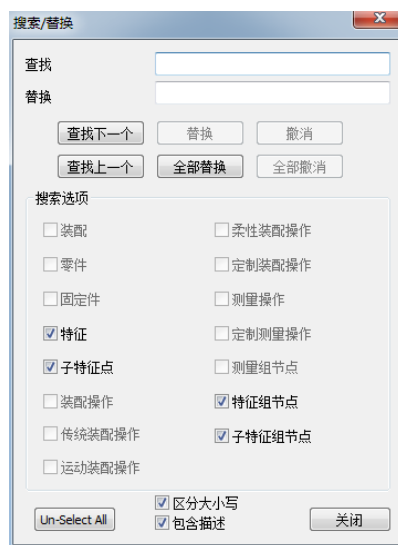 搜索/替换
查找
替换
查找下一个 替换 撤消
查找上一个 全部替换 全部撤消
搜索选项
装配 柔性装配操作
零件 定制装配操作
固定件 测量操作
特征 定制测量操作
子特征点 测量组节点
装配操作 特征组节点
传统装配操作 子特征组节点
运动装配操作
区分大小写
Un-Select All 包含描述 关闭